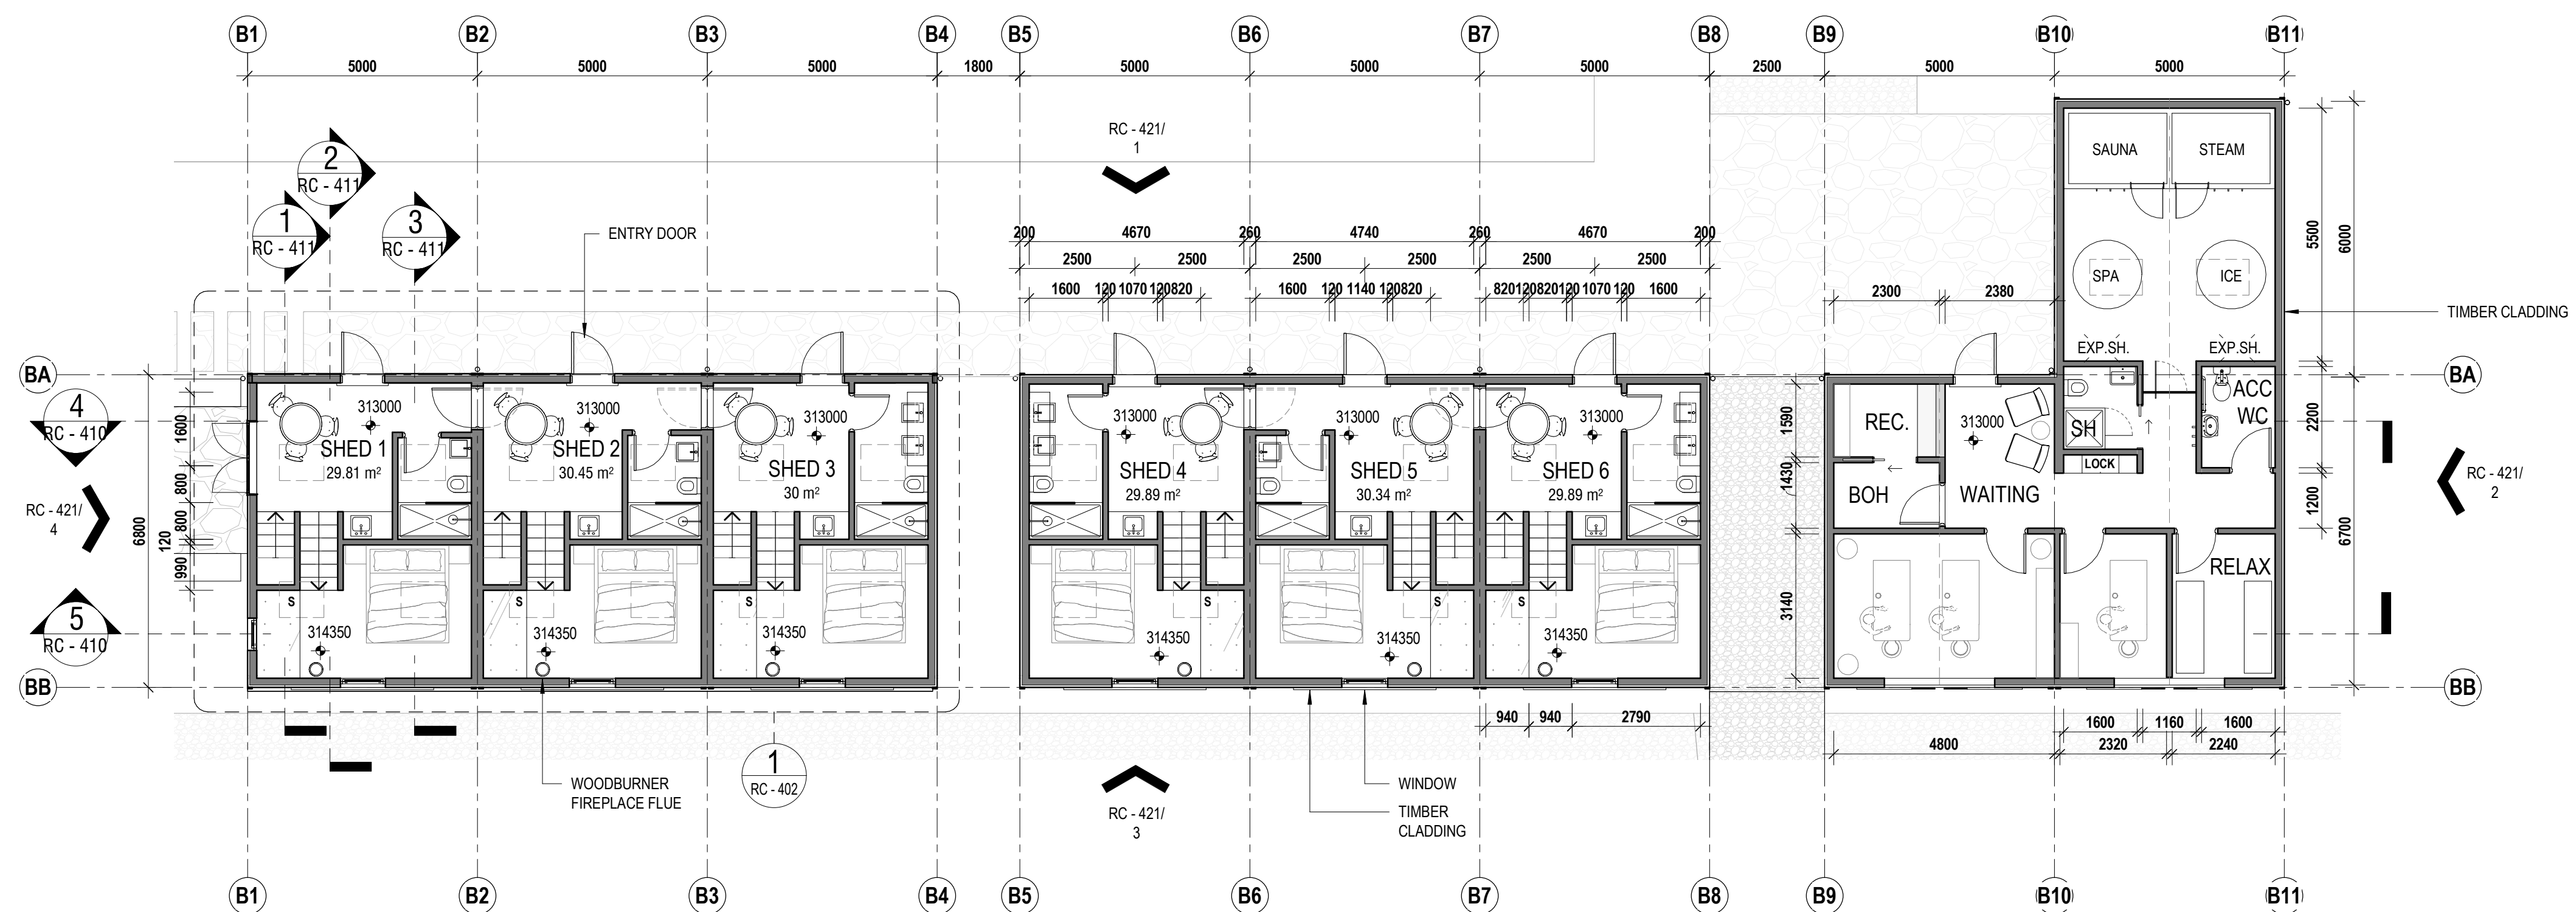 B1 B2 B3 B4 B5 B6 B7 B8 B9 B10 B11
5000 5000 5000 1800 5000 5000 5000 2500 5000 5000
RC - 421/
1
2
RC - 411
1
RC - 411
3
RC - 411
ENTRY DOOR
200 4670 260 4740 260 4670 200
2500 2500 2500 2500 2500 2500
1600 120 1070 120 820 1600 120 1140 120 820 820 120 820 120 1070 120 1600
2300 2380
SAUNA STEAM
SPA ICE
EXP.SH. EXP.SH.
5500
6000
TIMBER CLADDING
BA BA
4
RC - 410
RC - 421/
4
5
RC - 410
BB BB
6800
1600
800
800
120
990
313000
SHED 1
29.81 m²
S
314350
313000
SHED 2
30.45 m²
S
314350
313000
SHED 3
30 m²
S
314350
313000
SHED 4
29.89 m²
S
314350
313000
SHED 5
30.34 m²
S
314350
313000
SHED 6
29.89 m²
S
314350
1590
1430
3140
REC.
BOH
313000
WAITING
SH
LOCK
ACC
WC
RELAX
2200
1200
6700
RC - 421/
2
940 940 2790
1600 1160 1600
4800 2320 2240
WOODBURNER
FIREPLACE FLUE
1
RC - 402
RC - 421/
3
WINDOW
TIMBER
CLADDING
B1 B2 B3 B4 B5 B6 B7 B8 B9 B10 B11